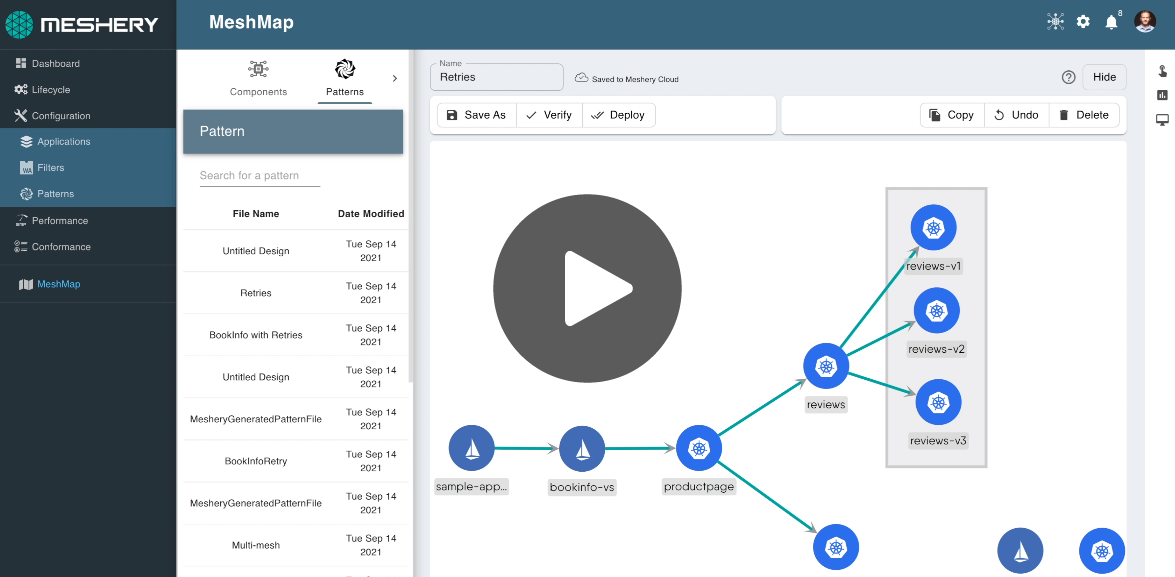 MESHERY
MeshMap
8
Dashboard
Lifecycle
Configuration
Applications
Filters
Patterns
Performance
Conformance
MeshMap
Components
Patterns
Pattern
Search for a pattern
File Name Date Modified
Untitled Design Tue Sep 14
2021
Retries Tue Sep 14
2021
BookInfo with Retries Tue Sep 14
2021
Untitled Design Tue Sep 14
2021
MesheryGeneratedPatternFile Tue Sep 14
2021
BookInfoRetry Tue Sep 14
2021
MesheryGeneratedPatternFile Tue Sep 14
2021
Multi-mesh Tue Sep 14
2021
Name
Retries
Saved to Meshery Cloud
Hide
Save As Verify Deploy
Copy Undo Delete
reviews-v1
reviews-v2
reviews
reviews-v3
sample-app...
bookinfo-vs
productpage